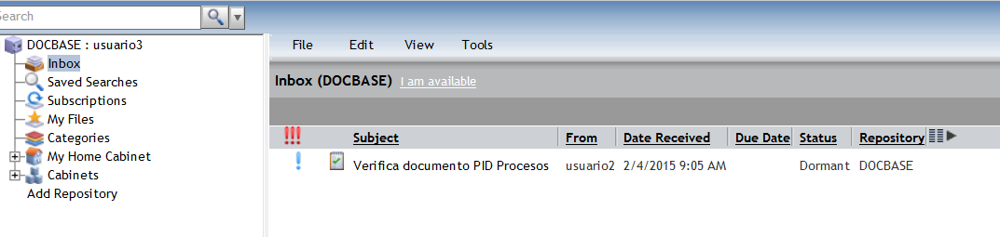 Search
DOCBASE : usuario3
Inbox
Saved Searches
Subscriptions
My Files
Categories
My Home Cabinet
Cabinets
Add Repository
File Edit View Tools
Inbox (DOCBASE) I am available
!!! Subject From Date Received Due Date Status Repository
! Verifica documento PID Procesos usuario2 2/4/2015 9:05 AM Dormant DOCBASE